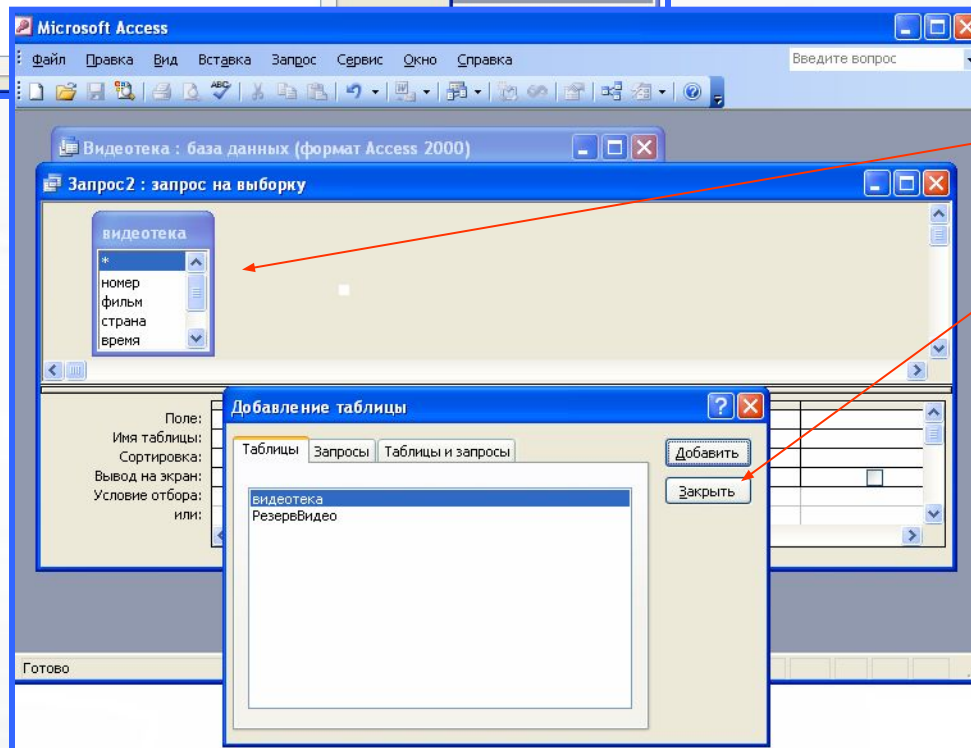 Microsoft Access
Файл Правка Вид Вставка Запрос Сервис Окно Справка
Введите вопрос
Видеотека : база данных (формат Access 2000)
Запрос2 : запрос на выборку
видеотека
*
номер
фильм
страна
время
Поле:
Имя таблицы:
Сортировка:
Вывод на экран:
Условие отбора:
или:
Добавление таблицы
Таблицы Запросы Таблицы и запросы
Добавить
Закрыть
видеотека
РезервВидео
Готово